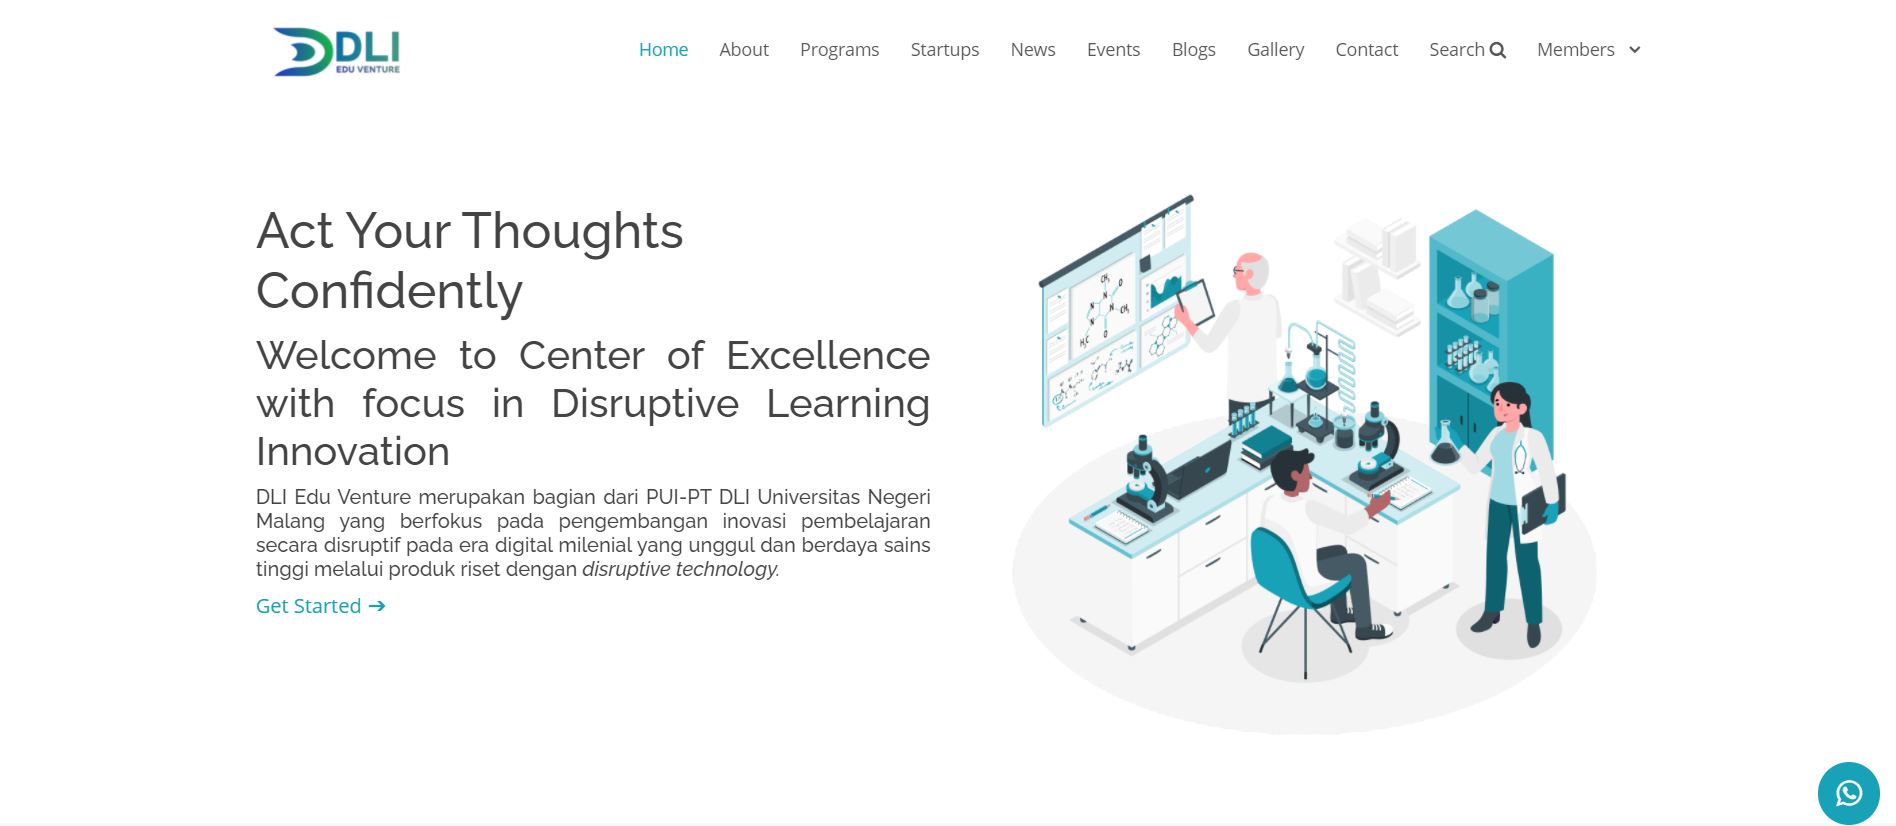 DLI
EDU VENTURE
Home About Programs Startups News Events Blogs Gallery Contact Search Members
Act Your Thoughts
Confidently
Welcome to Center of Excellence
with focus in Disruptive Learning
Innovation
DLI Edu Venture merupakan bagian dari PUI-PT DLI Universitas Negeri
Malang yang berfokus pada pengembangan inovasi pembelajaran
secara disruptif pada era digital milenial yang unggul dan berdaya sains
tinggi melalui produk riset dengan disruptive technology.
Get Started →
CH₃
O
N
N
N
N
CH₃
H₃C
O